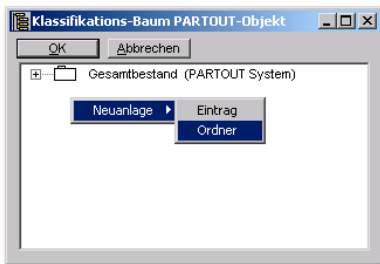 Klassifikations-Baum PARTOUT-Objekt
OK Abbrechen
Gesamtbestand (PARTOUT System)
Neuanlage Eintrag
Ordner